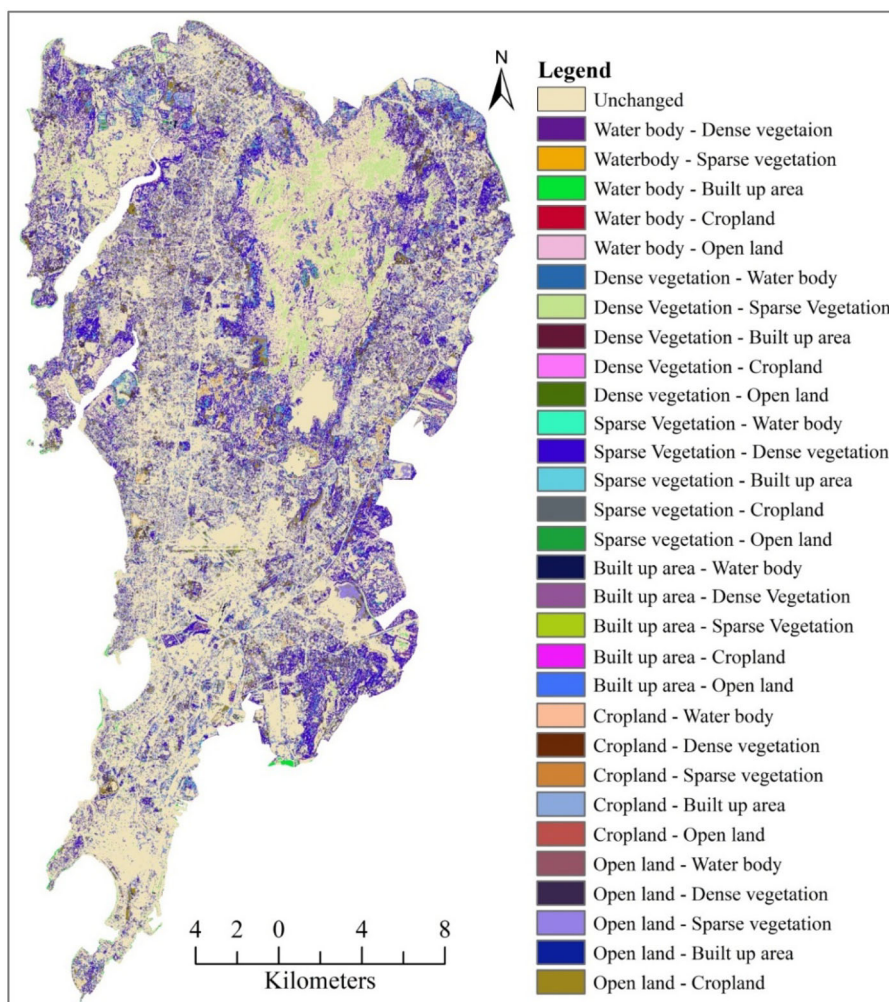 N
Legend
Unchanged
Water body - Dense vegetaion
Waterbody - Sparse vegetation
Water body - Built up area
Water body - Cropland
Water body - Open land
Dense vegetation - Water body
Dense Vegetation - Sparse Vegetation
Dense Vegetation - Built up area
Dense Vegetation - Cropland
Dense vegetation - Open land
Sparse Vegetation - Water body
Sparse Vegetation - Dense vegetation
Sparse vegetation - Built up area
Sparse vegetation - Cropland
Sparse vegetation - Open land
Built up area - Water body
Built up area - Dense Vegetation
Built up area - Sparse Vegetation
Built up area - Cropland
Built up area - Open land
Cropland - Water body
Cropland - Dense vegetation
Cropland - Sparse vegetation
Cropland - Built up area
Cropland - Open land
Open land - Water body
Open land - Dense vegetation
Open land - Sparse vegetation
Open land - Built up area
Open land - Cropland
4 2 0 4 8
Kilometers